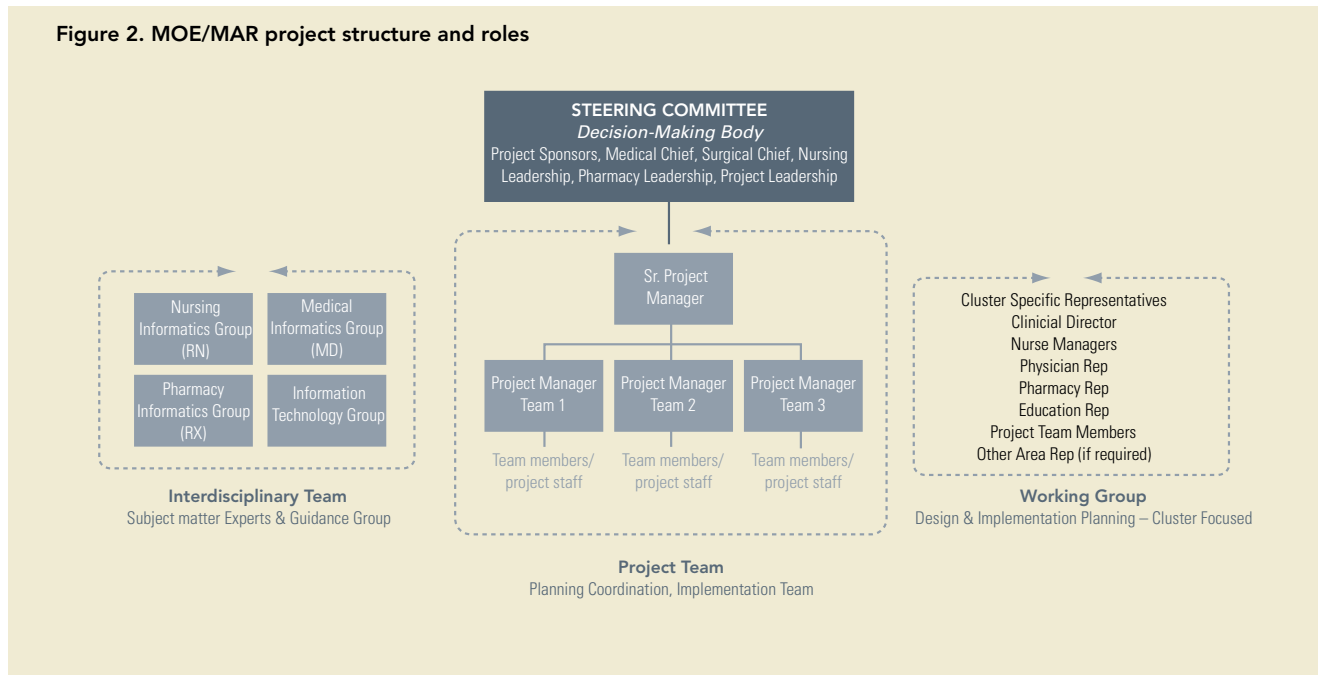 Figure 2. MOE/MAR project structure and roles
STEERING COMMITTEE
Decision-Making Body
Project Sponsors, Medical Chief, Surgical Chief, Nursing
Leadership, Pharmacy Leadership, Project Leadership
Nursing
Informatics Group
(RN)
Medical
Informatics Group
(MD)
Pharmacy
Informatics Group
(RX)
Information
Technology Group
Interdisciplinary Team
Subject matter Experts & Guidance Group
Sr. Project
Manager
Project Manager
Team 1
Project Manager
Team 2
Project Manager
Team 3
Team members/
project staff
Team members/
project staff
Team members/
project staff
Project Team
Planning Coordination, Implementation Team
Cluster Specific Representatives
Clinicial Director
Nurse Managers
Physician Rep
Pharmacy Rep
Education Rep
Project Team Members
Other Area Rep (if required)
Working Group
Design & Implementation Planning – Cluster Focused